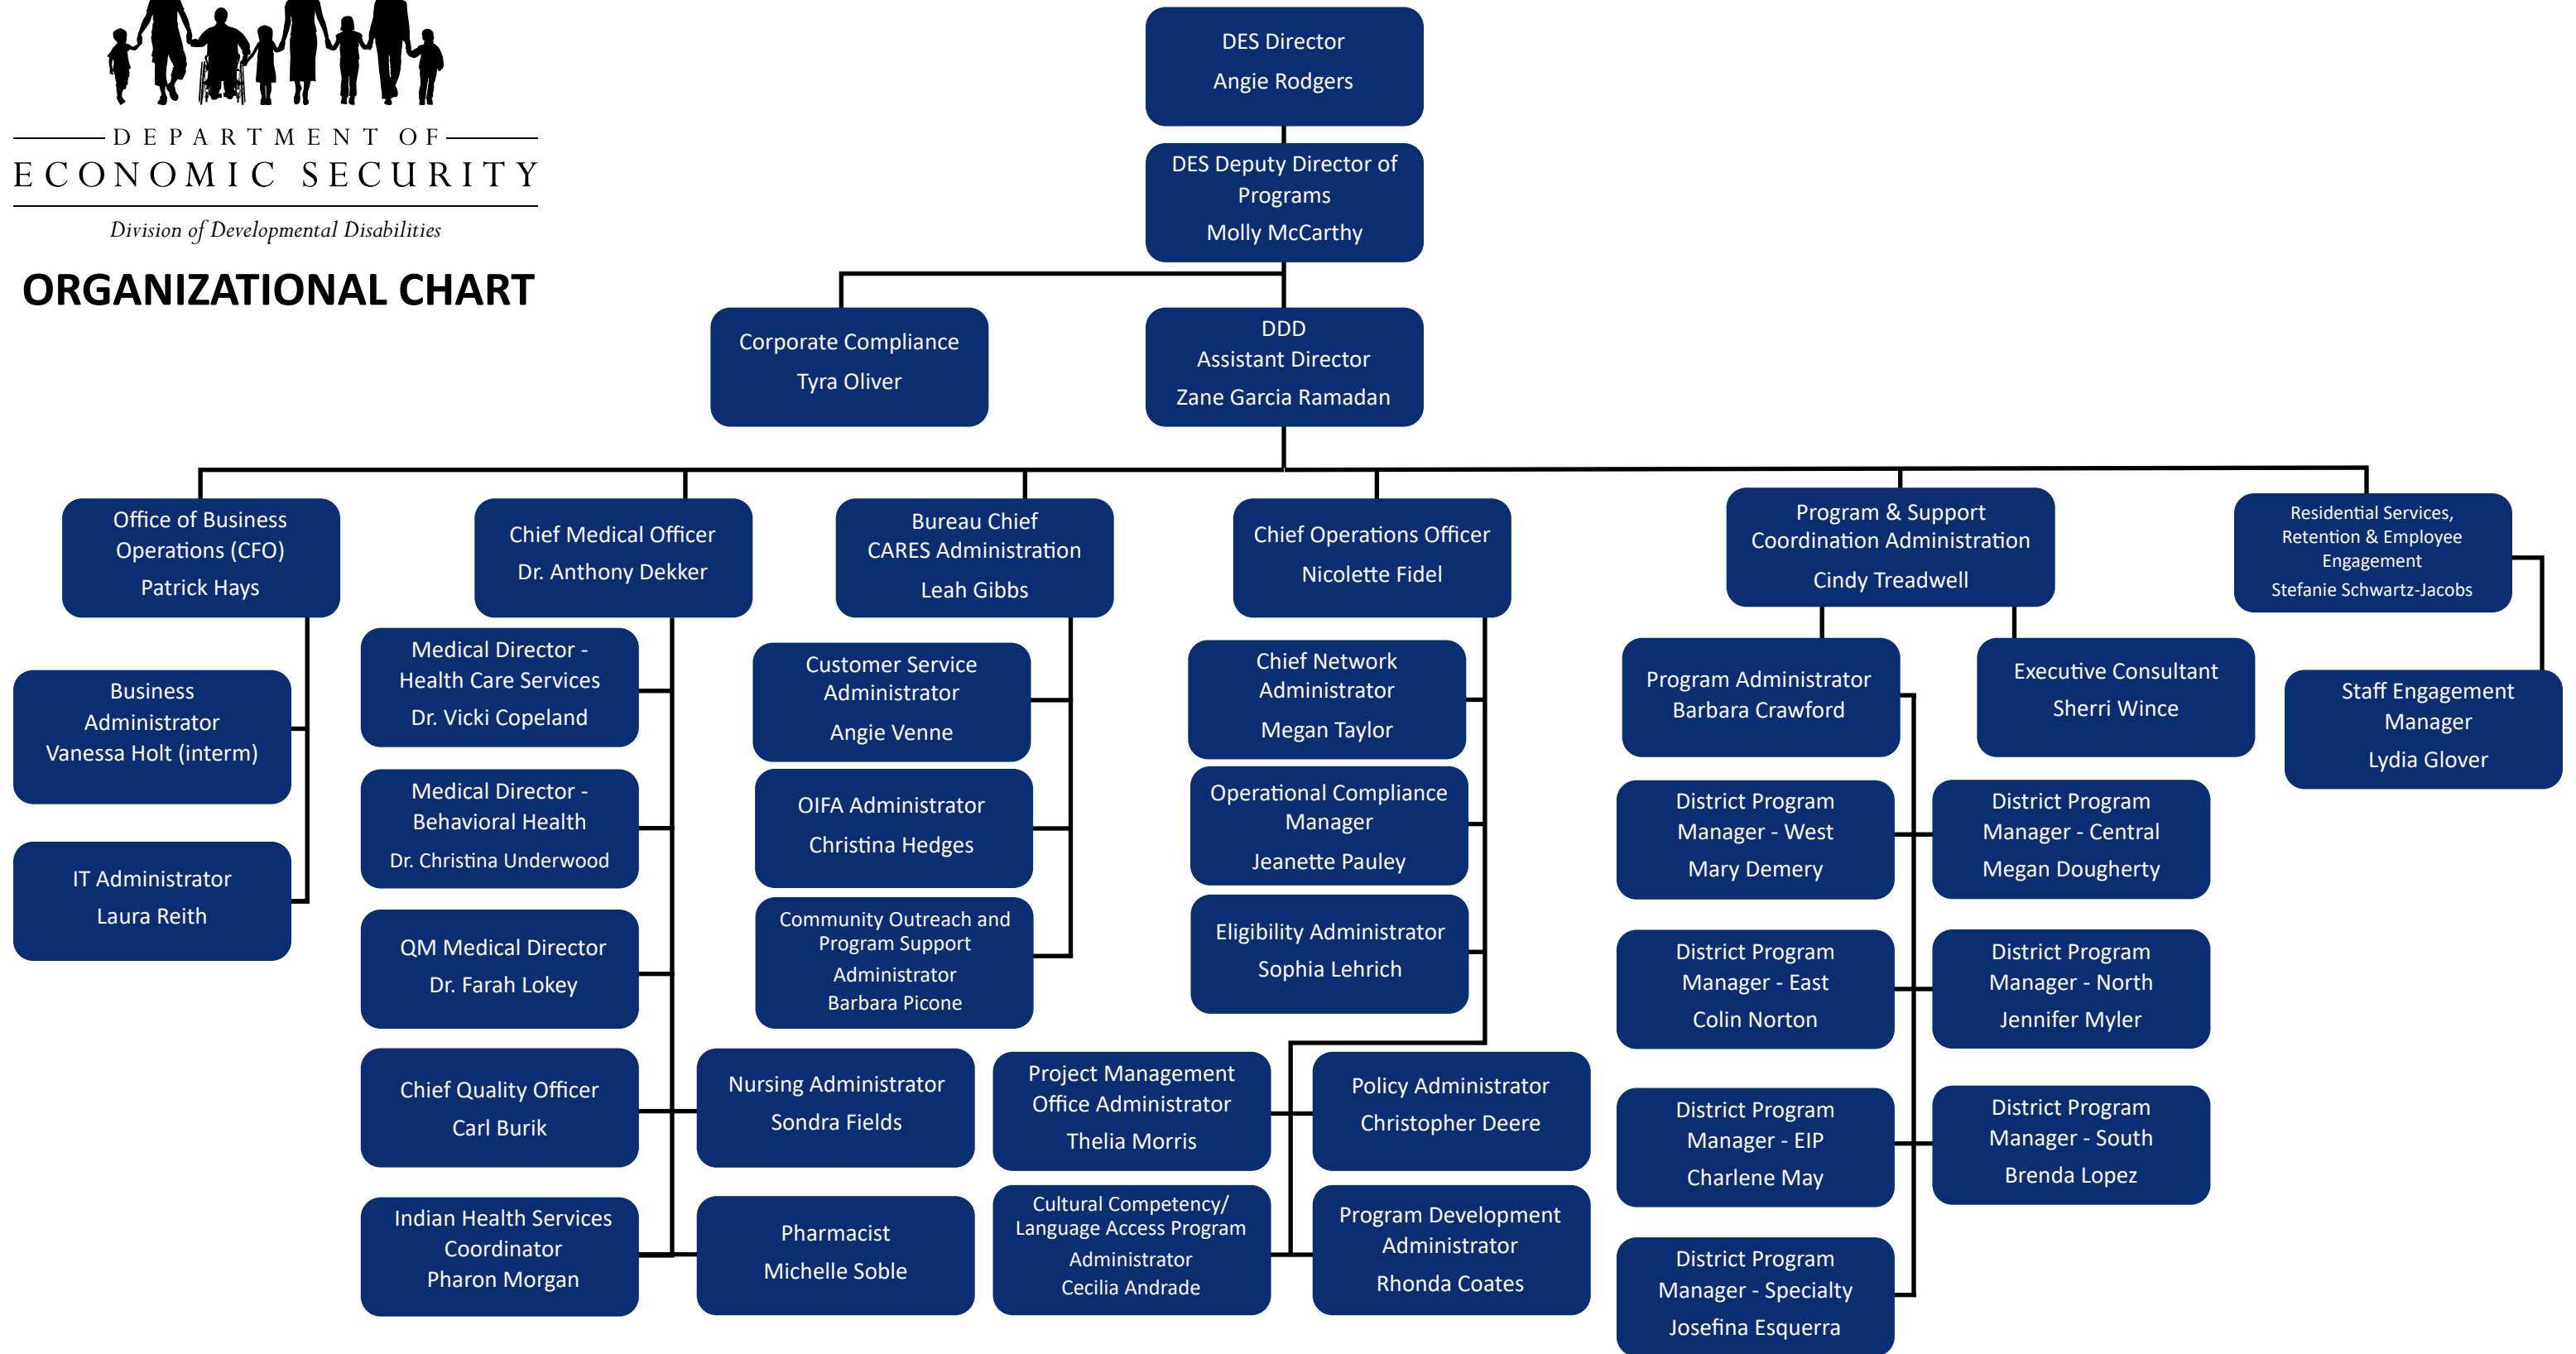 DEPARTMENT OF
ECONOMIC SECURITY
Division of Developmental Disabilities
ORGANIZATIONAL CHART
DES Director
Angie Rodgers
DES Deputy Director of
Programs
Molly McCarthy
Corporate Compliance
Tyra Oliver
DDD
Assistant Director
Zane Garcia Ramadan
Office of Business
Operations (CFO)
Patrick Hays
Business
Administrator
Vanessa Holt (interm)
IT Administrator
Laura Reith
Chief Medical Officer
Dr. Anthony Dekker
Medical Director -
Health Care Services
Dr. Vicki Copeland
Medical Director -
Behavioral Health
Dr. Christina Underwood
QM Medical Director
Dr. Farah Lokey
Chief Quality Officer
Carl Burik
Nursing Administrator
Sondra Fields
Indian Health Services
Coordinator
Pharon Morgan
Pharmacist
Michelle Soble
Bureau Chief
CARES Administration
Leah Gibbs
Customer Service
Administrator
Angie Venne
OIFA Administrator
Christina Hedges
Community Outreach and
Program Support
Administrator
Barbara Picone
Chief Operations Officer
Nicolette Fidel
Chief Network
Administrator
Megan Taylor
Operational Compliance
Manager
Jeanette Pauley
Eligibility Administrator
Sophia Lehrich
Project Management
Office Administrator
Thelia Morris
Policy Administrator
Christopher Deere
Cultural Competency/
Language Access Program
Administrator
Cecilia Andrade
Program Development
Administrator
Rhonda Coates
Program & Support
Coordination Administration
Cindy Treadwell
Program Administrator
Barbara Crawford
Executive Consultant
Sherri Wince
District Program
Manager - West
Mary Demery
District Program
Manager - Central
Megan Dougherty
District Program
Manager - East
Colin Norton
District Program
Manager - North
Jennifer Myler
District Program
Manager - EIP
Charlene May
District Program
Manager - South
Brenda Lopez
District Program
Manager - Specialty
Josefina Esquerra
Residential Services,
Retention & Employee
Engagement
Stefanie Schwartz-Jacobs
Staff Engagement
Manager
Lydia Glover